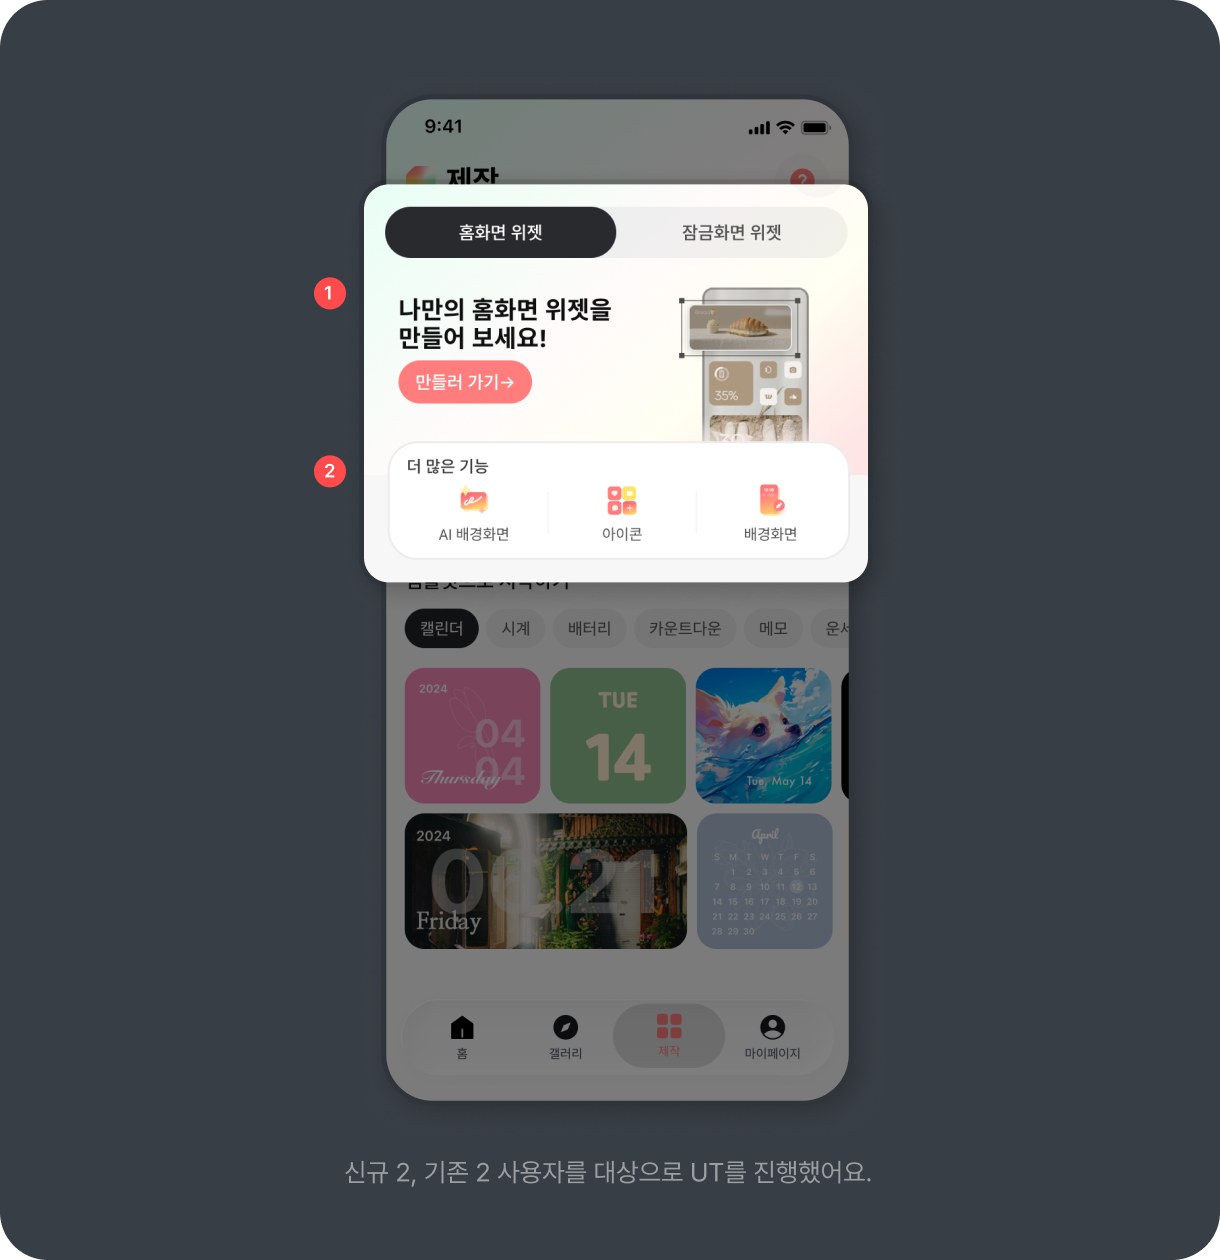 9:41
제작
?
홈화면 위젯
잠금화면 위젯
1
나만의 홈화면 위젯을
만들어 보세요!
만들러 가기→
35%
2
더 많은 기능
AI 배경화면
아이콘
배경화면
캘린더
시계
배터리
카운트다운
메모
2024
04
04
Thursday
TUE
14
Tue, May 14
2024
21
Friday
April
S M T W T F S
1 2 3 4 5 6
7 8 9 10 11 12 13
14 15 16 17 18 19 20
21 22 23 24 25 26 27
28 29 30
홈
갤러리
제작
마이페이지
신규 2, 기존 2 사용자를 대상으로 UT를 진행했어요.